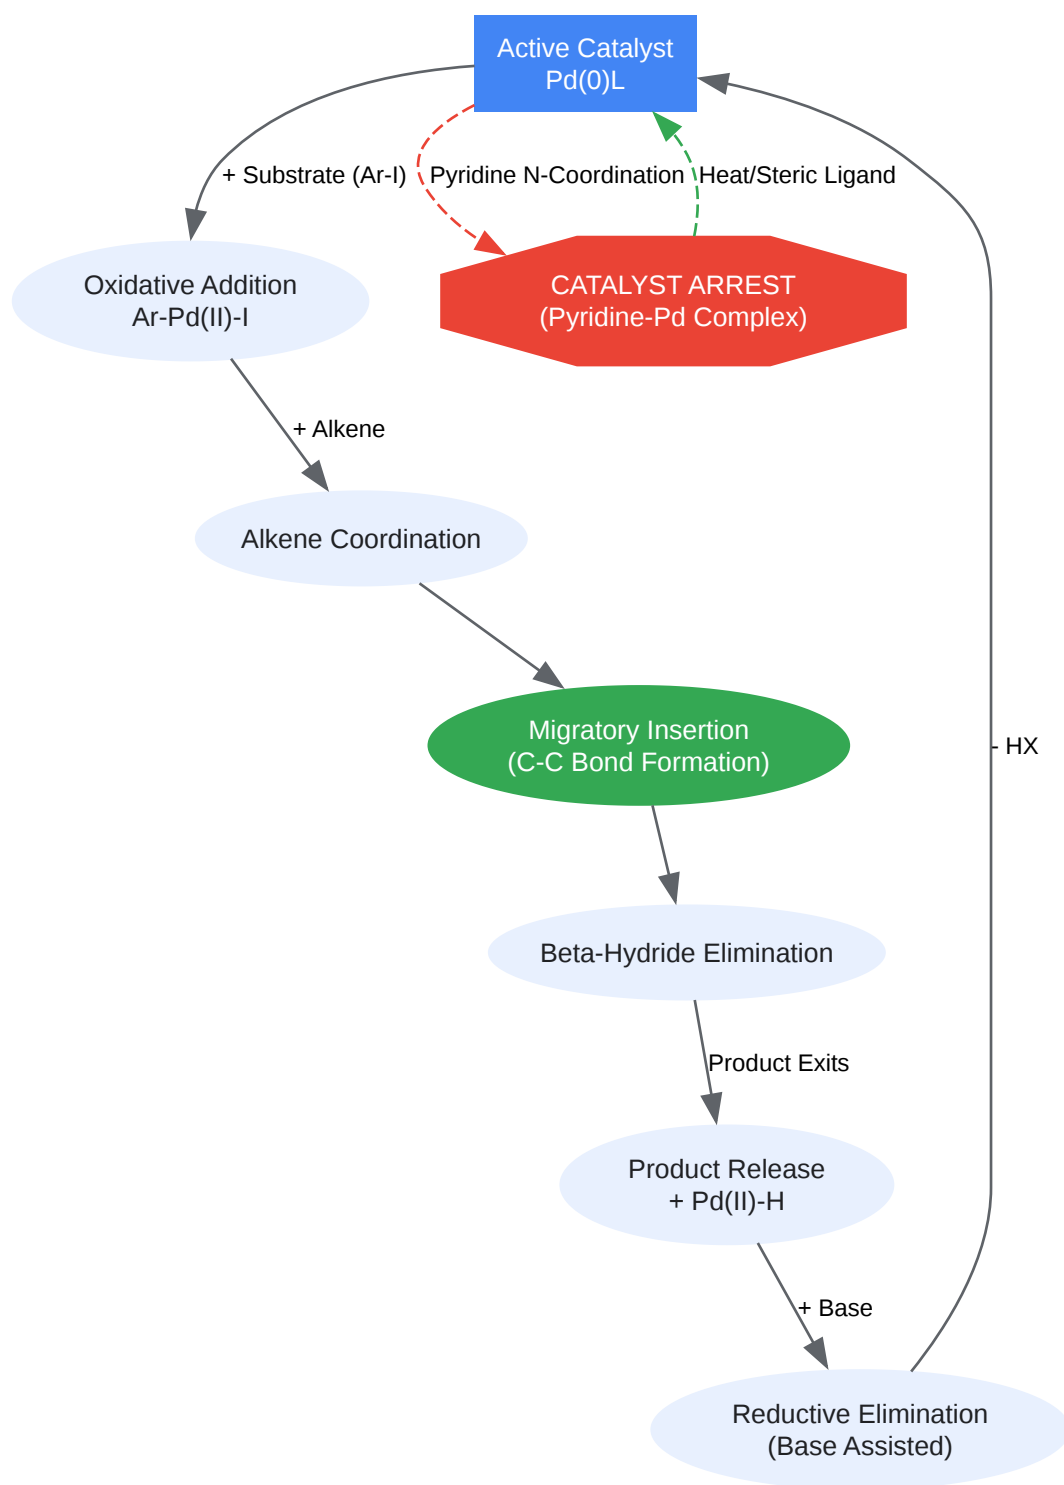 Active Catalyst
Pd(0)L
+ Substrate (Ar-I)
Pyridine N-Coordination
Heat/Steric Ligand
Oxidative Addition
Ar-Pd(II)-I
CATALYST ARREST
(Pyridine-Pd Complex)
+ Alkene
Alkene Coordination
Migratory Insertion
(C-C Bond Formation)
- HX
Beta-Hydride Elimination
Product Exits
Product Release
+ Pd(II)-H
+ Base
Reductive Elimination
(Base Assisted)